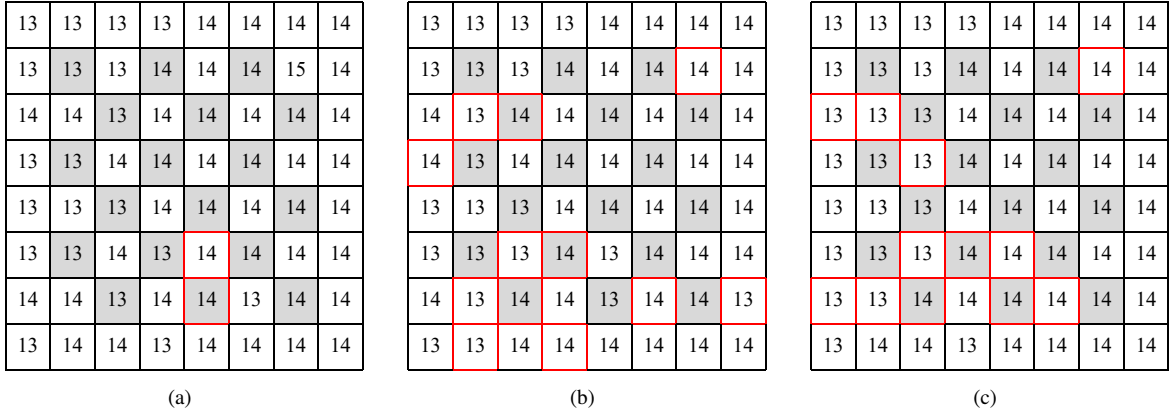 13 13 13 13 14 14 14 14 13 13 13 13 14 14 14 14 13 13 13 13 14 14 14 14
13 13 13 14 14 14 15 14 13 13 13 14 14 14 14 14 13 13 13 14 14 14 14 14
14 14 13 14 14 14 14 14 14 13 14 14 14 14 14 14 13 13 13 14 14 14 14 14
13 13 14 14 14 14 14 14 14 13 14 14 14 14 14 14 13 13 13 14 14 14 14 14
13 13 13 14 14 14 14 14 13 13 13 14 14 14 14 14 13 13 13 14 14 14 14 14
13 13 14 13 14 14 14 14 13 13 13 14 13 14 14 14 13 13 13 14 14 14 14 14
14 14 13 14 14 13 14 14 14 13 14 14 13 14 14 13 13 13 14 14 14 14 14 14
13 14 14 13 14 14 14 14 13 13 14 14 14 14 14 14 13 14 14 13 14 14 14 14
(a) (b) (c)